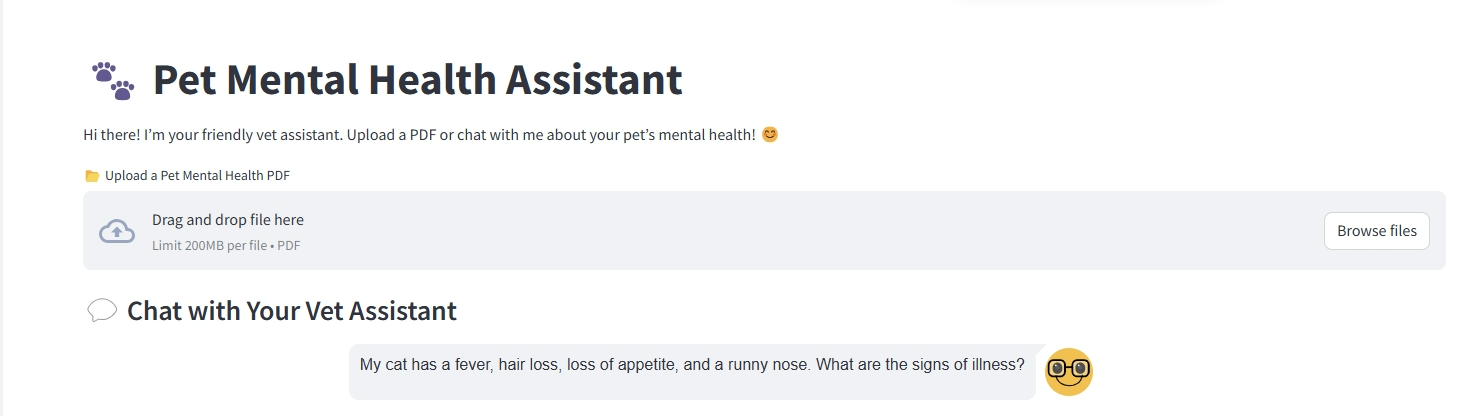 Pet Mental Health Assistant
Hi there! I’m your friendly vet assistant. Upload a PDF or chat with me about your pet’s mental health! 😊
Upload a Pet Mental Health PDF
Drag and drop file here
Limit 200MB per file • PDF
Browse files
Chat with Your Vet Assistant
My cat has a fever, hair loss, loss of appetite, and a runny nose. What are the signs of illness?